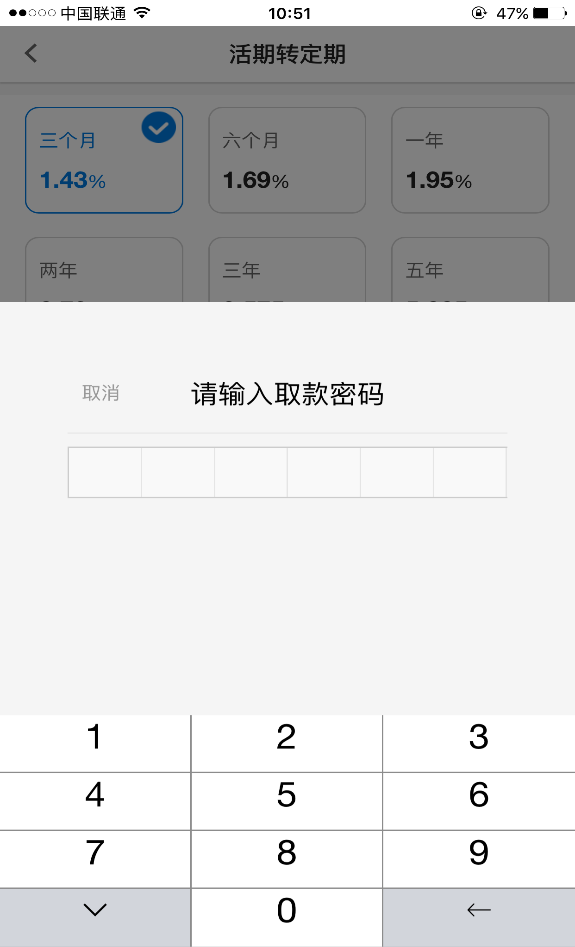 中国联通 10:51 47%
活期转定期
三个月 六个月 一年
1.43% 1.69% 1.95%
两年 三年 五年
取消 请输入取款密码
1 2 3
4 5 6
7 8 9
0